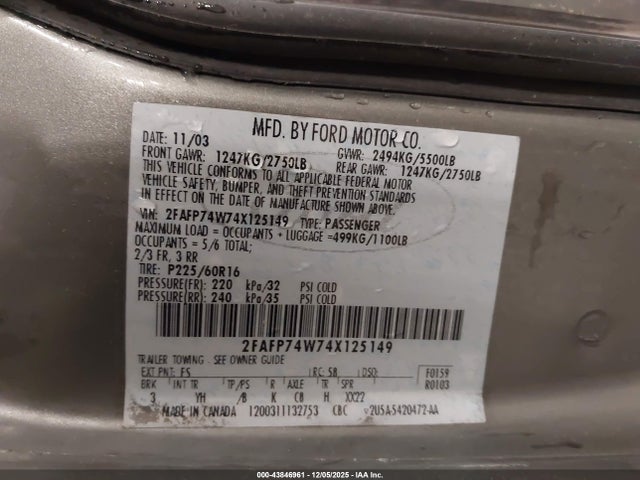 MFD. BY FORD MOTOR CO.
DATE: 11/03 GVWR: 2494KG/5500LB
FRONT GAWR: 1247KG/2750LB REAR GAWR: 1247KG/2750LB
THIS VEHICLE CONFORMS TO ALL APPLICABLE FEDERAL MOTOR
VEHICLE SAFETY, BUMPER, AND THEFT PREVENTION STANDARDS
IN EFFECT ON THE DATE OF MANUFACTURE SHOWN ABOVE.
VIN: 2FAFP74W74X125149 TYPE: PASSENGER
MAXIMUM LOAD = OCCUPANTS + LUGGAGE =499KG/1100LB
OCCUPANTS = 5/6 TOTAL;
2/3 FR, 3 RR
TIRE: P225/60R16
PRESSURE(FR): 220 kPa/32 PSI COLD
PRESSURE(RR): 240 kPa/35 PSI COLD
2FAFP74W74X125149
TRAILER TOWING - SEE OWNER GUIDE
EXT PNT: FS RC: 58 DSO: F0159
BRK INT TR TP/PS R AXLE TR SPR R0103
3 YH /B K CB H XX22
MADE IN CANADA 1200311132753 CBC 2U5A-5420472-AA
000-43846961 - 12/05/2025 - IAA Inc.